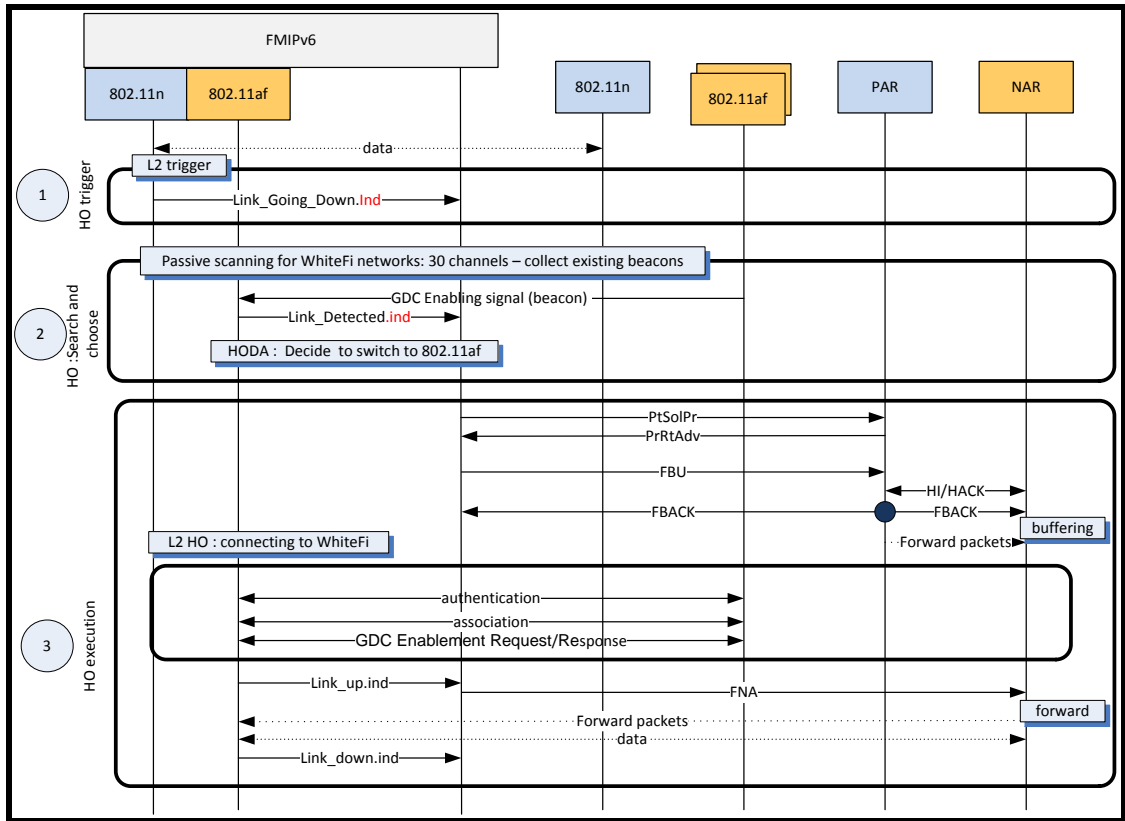 FMIPv6
802.11n
802.11af
802.11n
802.11af
PAR
NAR
data
L2 trigger
1
HO trigger
Link_Going_Down.Ind
Passive scanning for WhiteFi networks: 30 channels – collect existing beacons
2
HO :Search and
choose
GDC Enabling signal (beacon)
Link_Detected.ind
HODA : Decide to switch to 802.11af
PtSolPr
PrRtAdv
FBU
HI/HACK
FBACK
FBACK
buffering
L2 HO : connecting to WhiteFi
Forward packets
authentication
association
GDC Enablement Request/Response
3
HO execution
Link_up.ind
FNA
forward
Forward packets
data
Link_down.ind